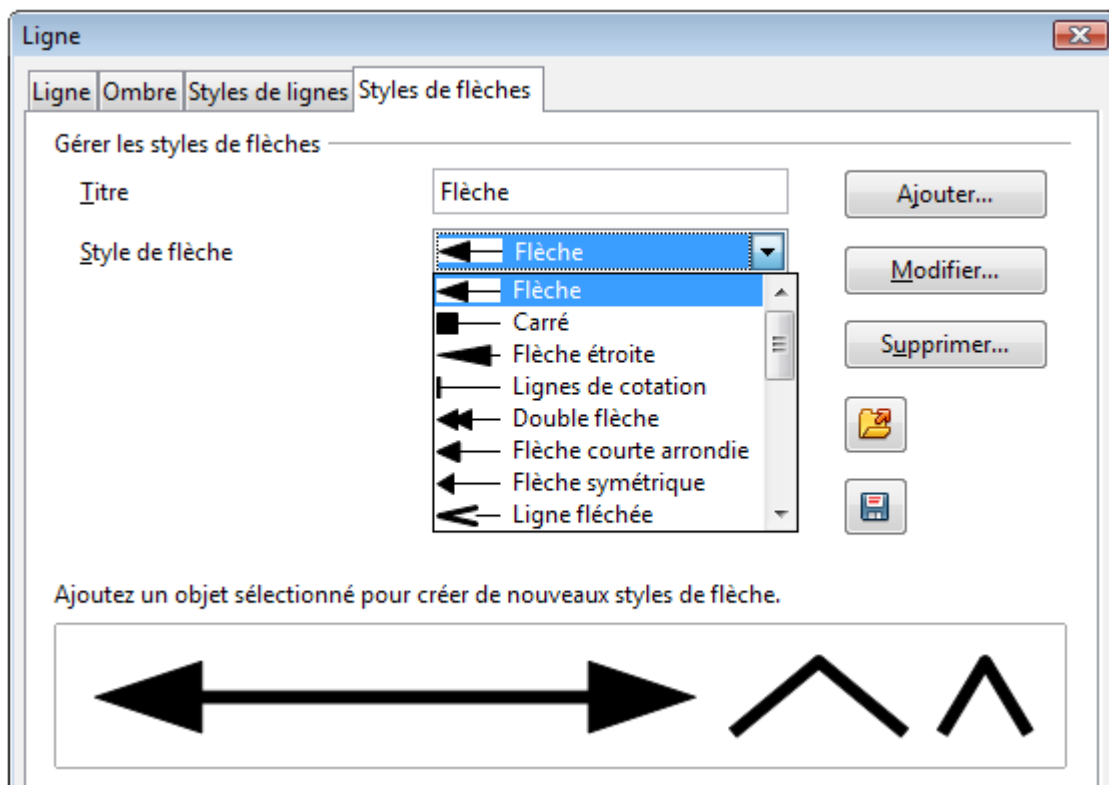 Ligne
Ligne Ombre Styles de lignes Styles de flèches
Gérer les styles de flèches
Titre Flèche Ajouter...
Style de flèche Flèche Modifier...
Flèche
Carré
Flèche étroite Supprimer...
Lignes de cotation
Double flèche
Flèche courte arrondie
Flèche symétrique
Ligne fléchée
Ajoutez un objet sélectionné pour créer de nouveaux styles de flèche.